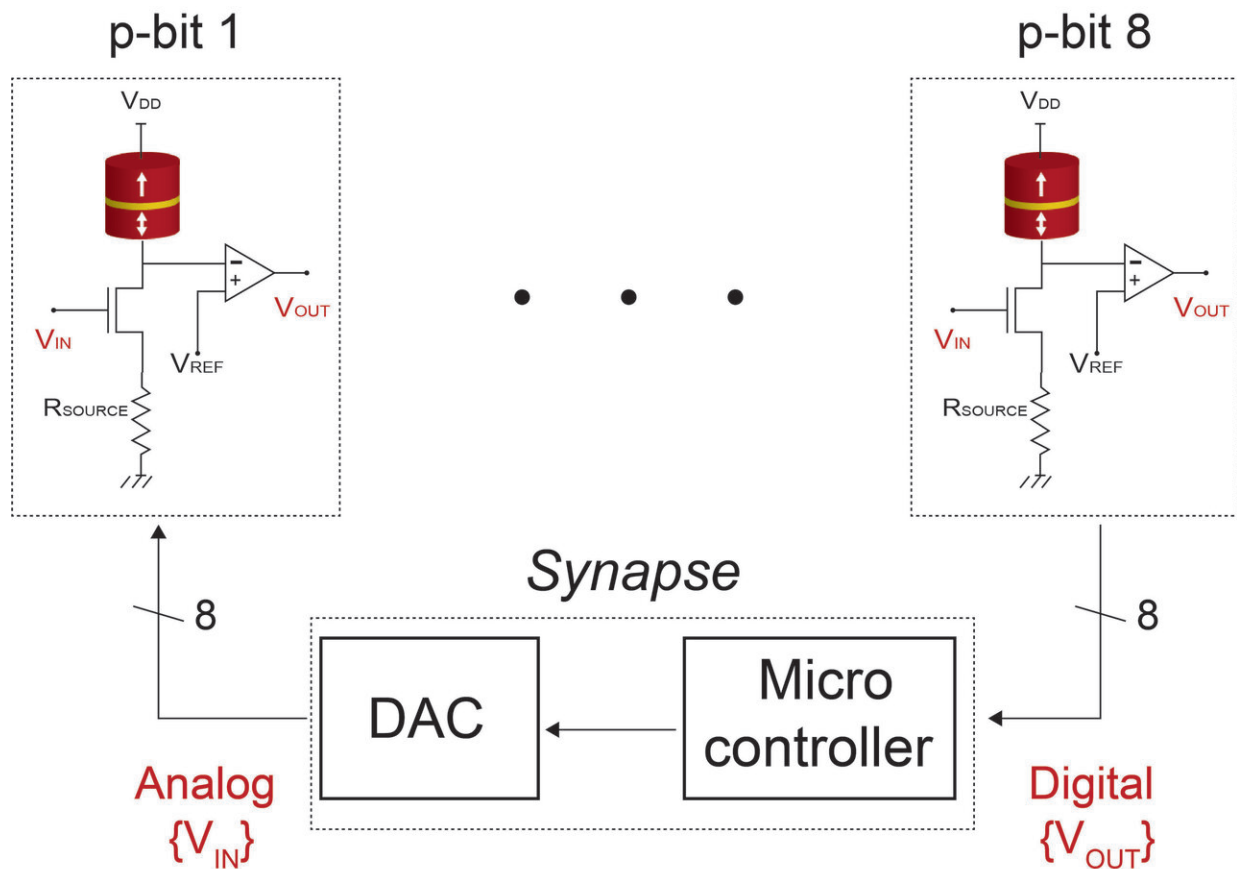 p-bit 1
VDD
−
+
VOUT
VIN
VREF
RSOURCE
p-bit 8
VDD
−
+
VOUT
VIN
VREF
RSOURCE
Synapse
8
8
DAC
Micro
controller
Analog
{VIN}
Digital
{VOUT}